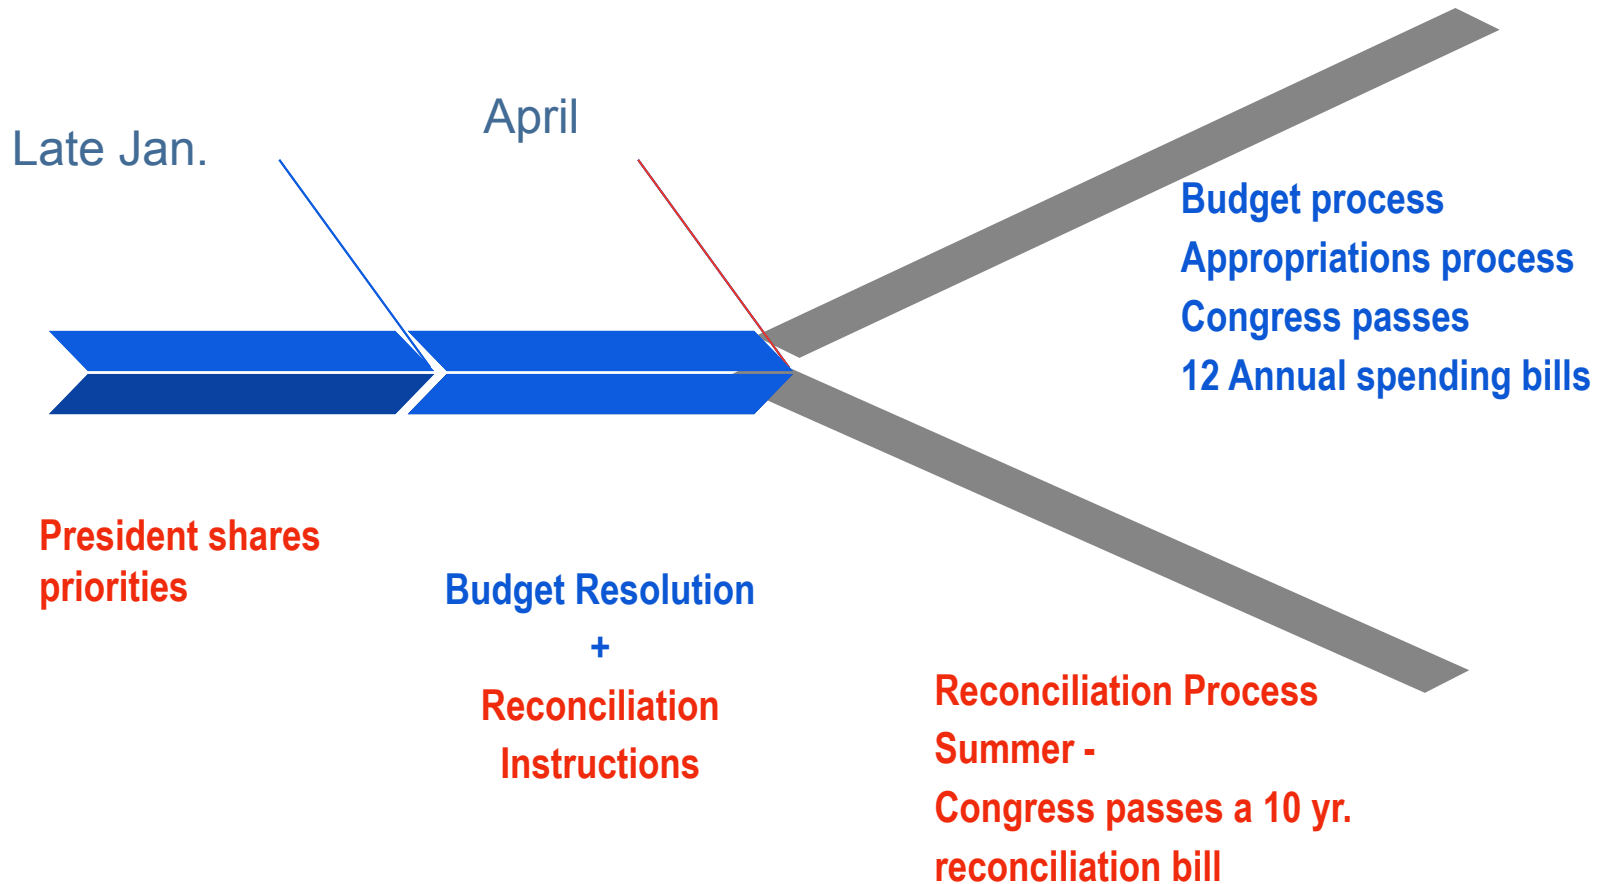 Late Jan.
April
Budget process
Appropriations process
Congress passes
12 Annual spending bills
President shares
priorities
Budget Resolution
+
Reconciliation
Instructions
Reconciliation Process
Summer -
Congress passes a 10 yr.
reconciliation bill